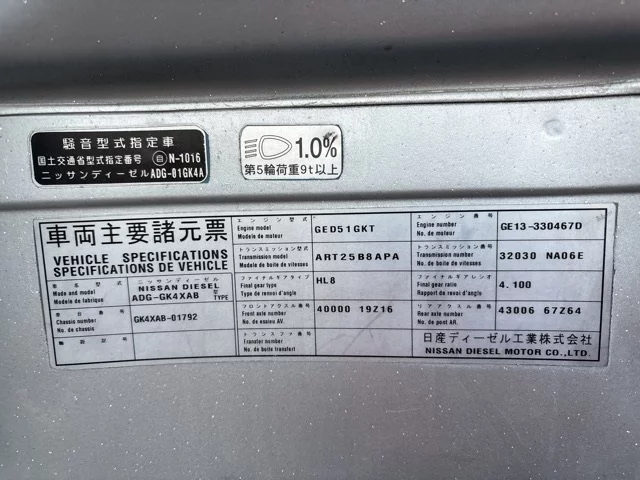 騒音型式指定車
国土交通省型式指定番号 自 N-1016
ニッサンディーゼル ADG-01GK4A
1.0%
第5輪荷重9t以上
車両主要諸元票
VEHICLE SPECIFICATIONS
SPECIFICATIONS DE VEHICLE
ニッサンディーゼル
Made and model NISSAN DIESEL
Modele de fabrique ADG-GK4XAB 型式 TYPE
車台番号
Chassis number GK4XAB-01792
No. de chassis
エンジン型式
Engine model GED51GKT
Modele de moteur
トランスミッション型式
Transmission model ART25B8APA
Modele de boite de vitesses
ファイナルギアタイプ
Final gear type HL8
Type de renvoi d'angle
フロントアクスル番号
Front axle number 40000 19Z16
No. de essieu AV.
トランスファ番号
Transfer number
No. de boite transfert
エンジン番号
Engine number GE13-330467D
No. de moteur
トランスミッション番号
Transmission number 32030 NA06E
No. de boite de vitesses
ファイナルギアレシオ
Final gear ratio 4.100
Rapport de renvoi d'angle
リアアクスル番号
Rear axle number 43006 67Z64
No. de pont AR.
日産ディーゼル工業株式会社
NISSAN DIESEL MOTOR CO.,LTD.